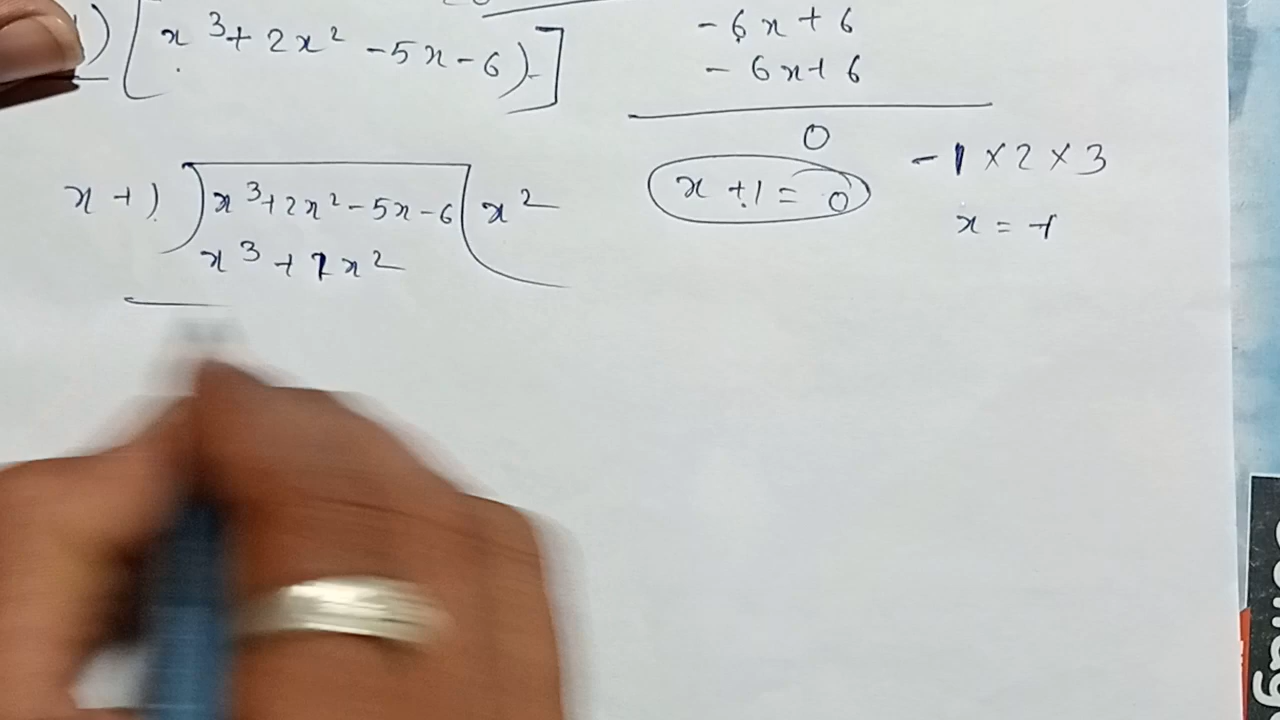 ) [ x³ + 2x² - 5x - 6) ]
- 6x + 6
- 6x + 6
0
- 1 × 2 × 3
x + 1 = 0
x = -1
x + 1 ) x³ + 2x² - 5x - 6 ( x²
x³ + 1x²